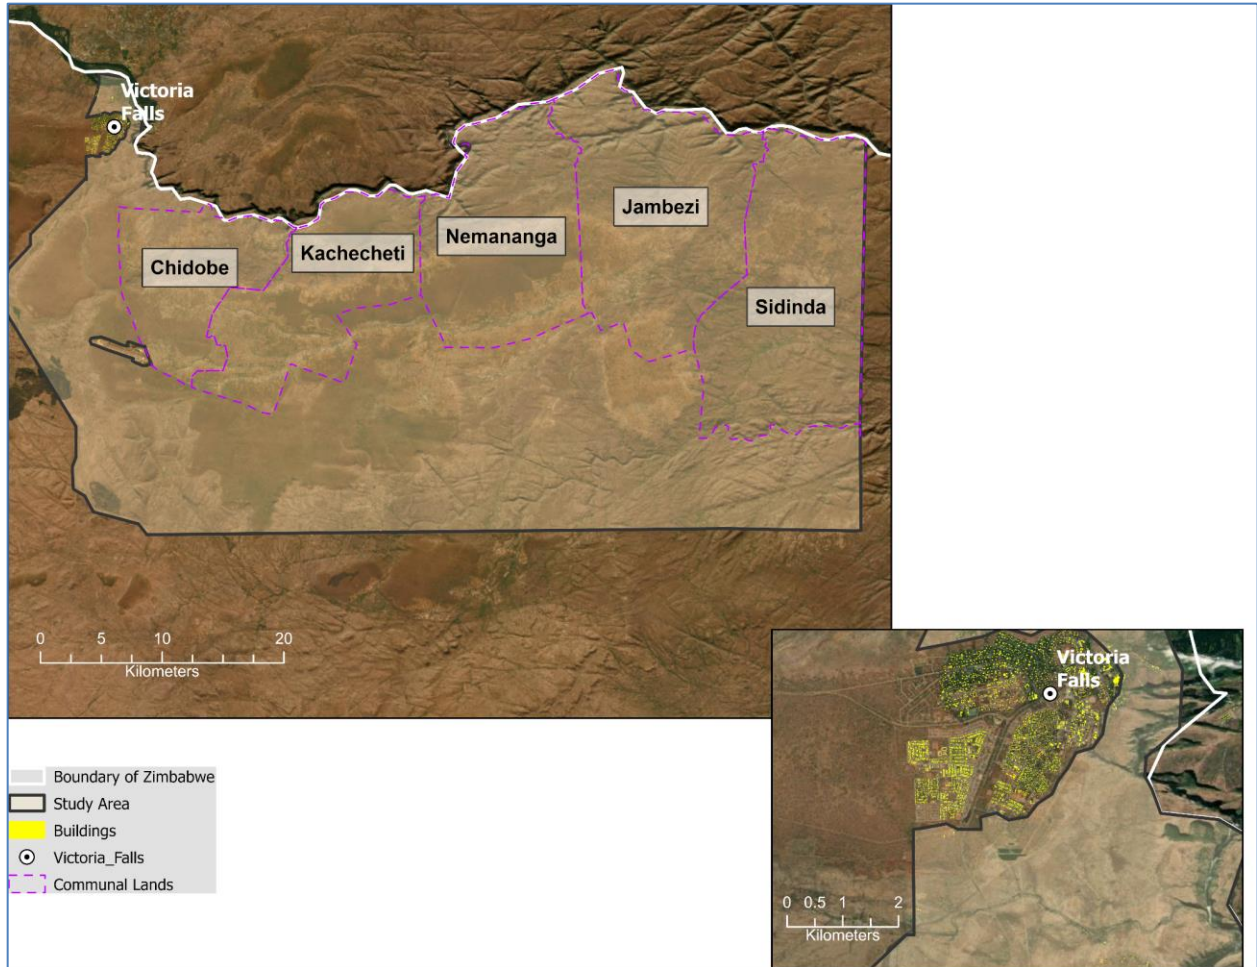 Victoria
Falls
Jambezi
Nemananga
Kachecheti
Chidobe
Sidinda
0 5 10 20
Kilometers
Victoria
Falls
0 0.5 1 2
Kilometers
Boundary of Zimbabwe
Study Area
Buildings
Victoria_Falls
Communal Lands